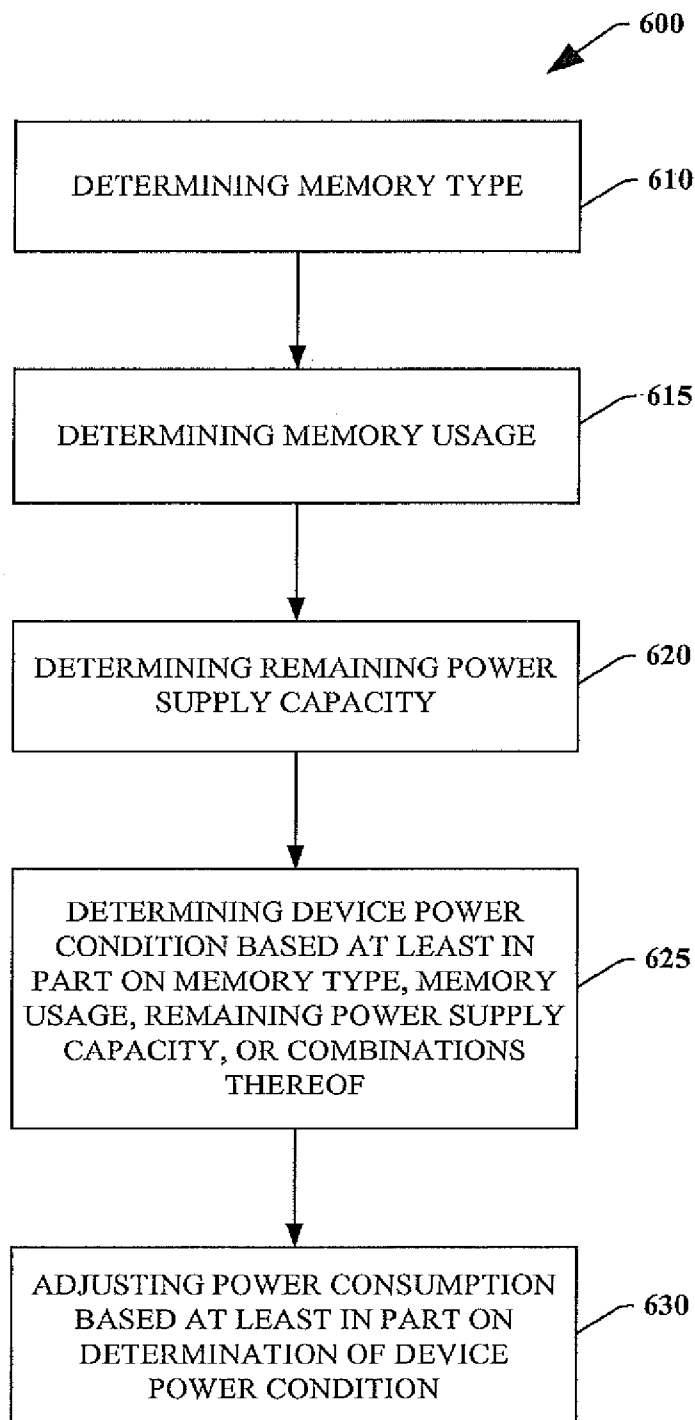 600
DETERMINING MEMORY TYPE
610
DETERMINING MEMORY USAGE
615
DETERMINING REMAINING POWER
SUPPLY CAPACITY
620
DETERMINING DEVICE POWER
CONDITION BASED AT LEAST IN
PART ON MEMORY TYPE, MEMORY
USAGE, REMAINING POWER SUPPLY
CAPACITY, OR COMBINATIONS
THEREOF
625
ADJUSTING POWER CONSUMPTION
BASED AT LEAST IN PART ON
DETERMINATION OF DEVICE
POWER CONDITION
630